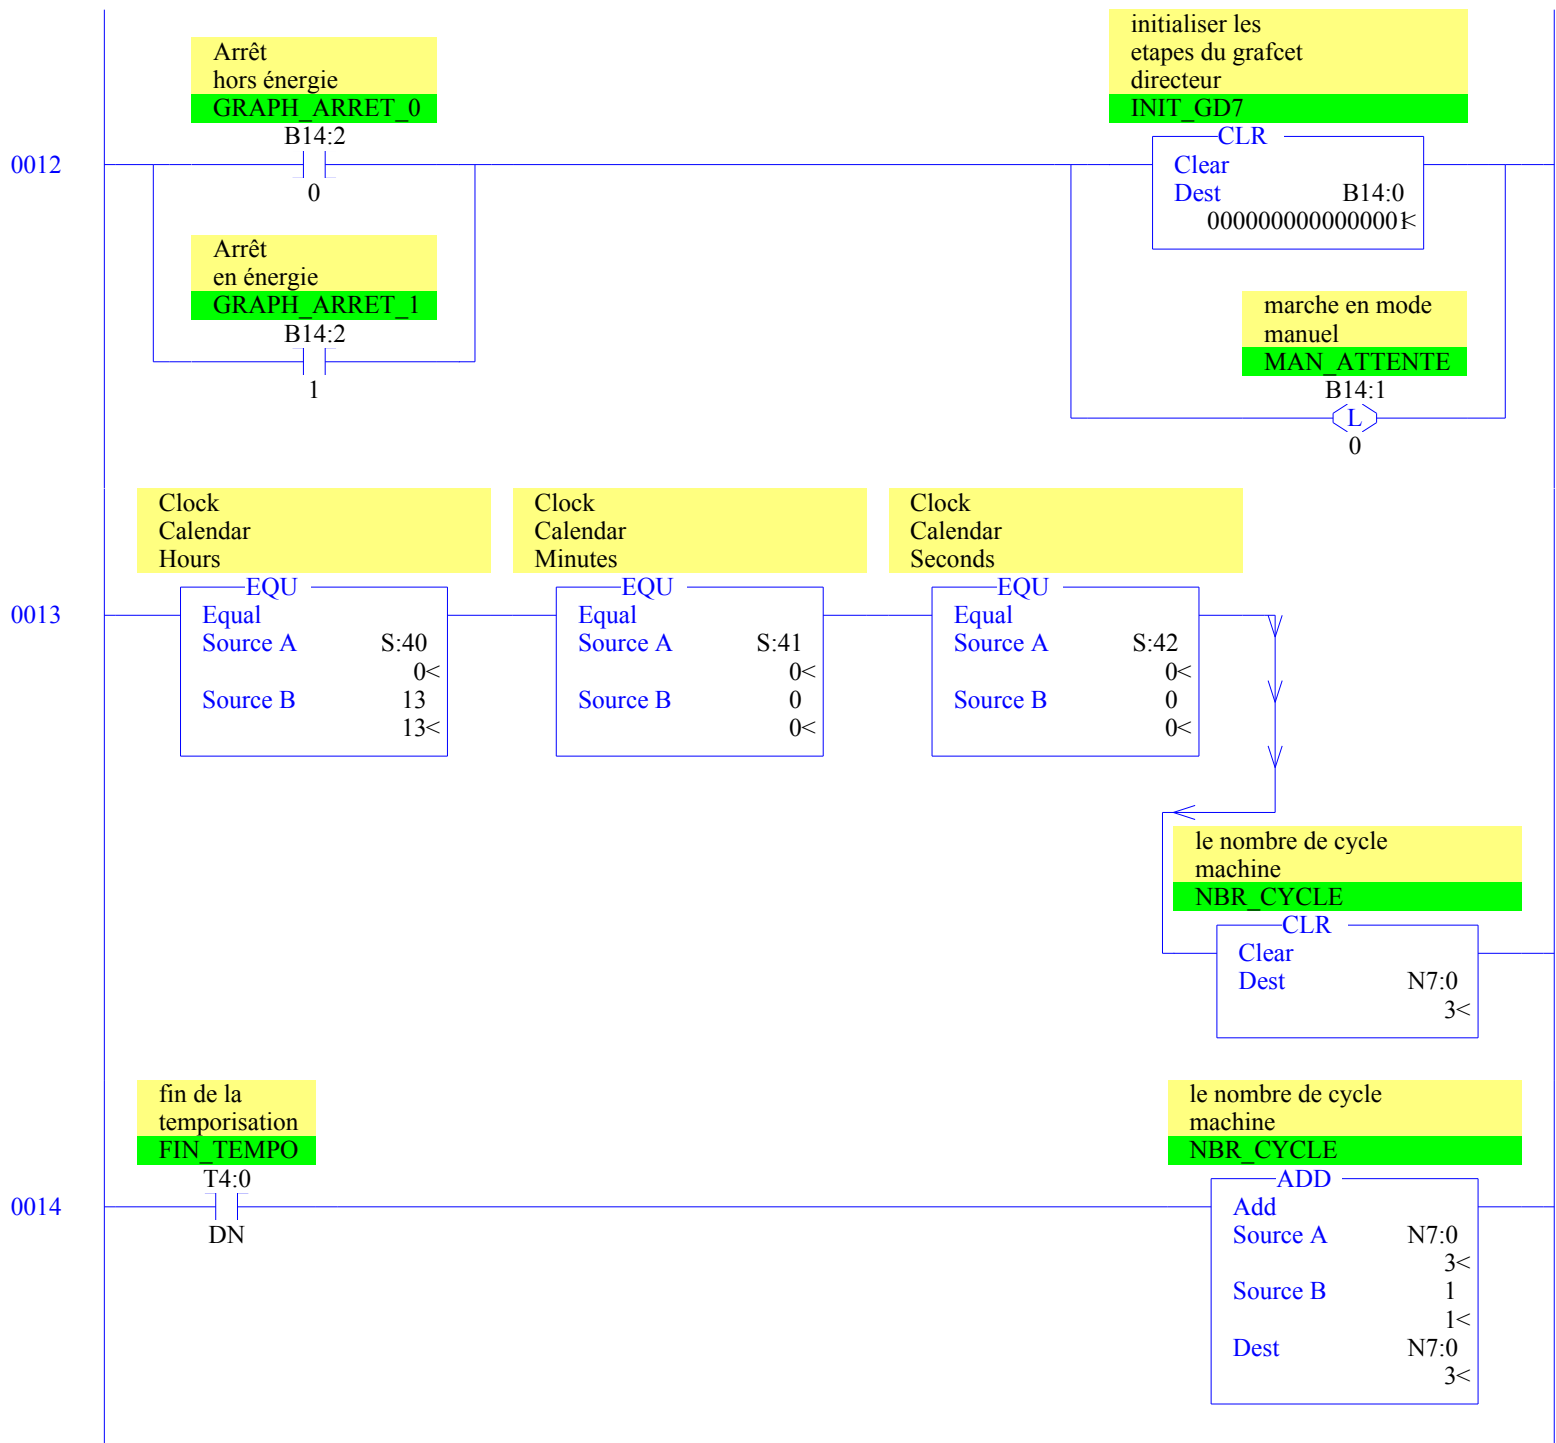 Arrêt
hors énergie
GRAPH_ARRET_0
B14:2
0
Arrêt
en énergie
GRAPH_ARRET_1
B14:2
1
initialiser les
etapes du grafcet
directeur
INIT_GD7
CLR
Clear
Dest B14:0
0000000000000001<
marche en mode
manuel
MAN_ATTENTE
B14:1
L
0
0012
Clock
Calendar
Hours
EQU
Equal
Source A S:40
0<
Source B 13
13<
Clock
Calendar
Minutes
EQU
Equal
Source A S:41
0<
Source B 0
0<
Clock
Calendar
Seconds
EQU
Equal
Source A S:42
0<
Source B 0
0<
0013
le nombre de cycle
machine
NBR_CYCLE
CLR
Clear
Dest N7:0
3<
fin de la
temporisation
FIN_TEMPO
T4:0
DN
0014
le nombre de cycle
machine
NBR_CYCLE
ADD
Add
Source A N7:0
3<
Source B 1
1<
Dest N7:0
3<